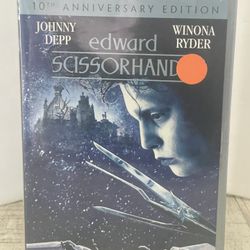 10TH ANNIVERSARY EDITION
JOHNNY DEPP
WINONA RYDER
edward
SCISSORHAND